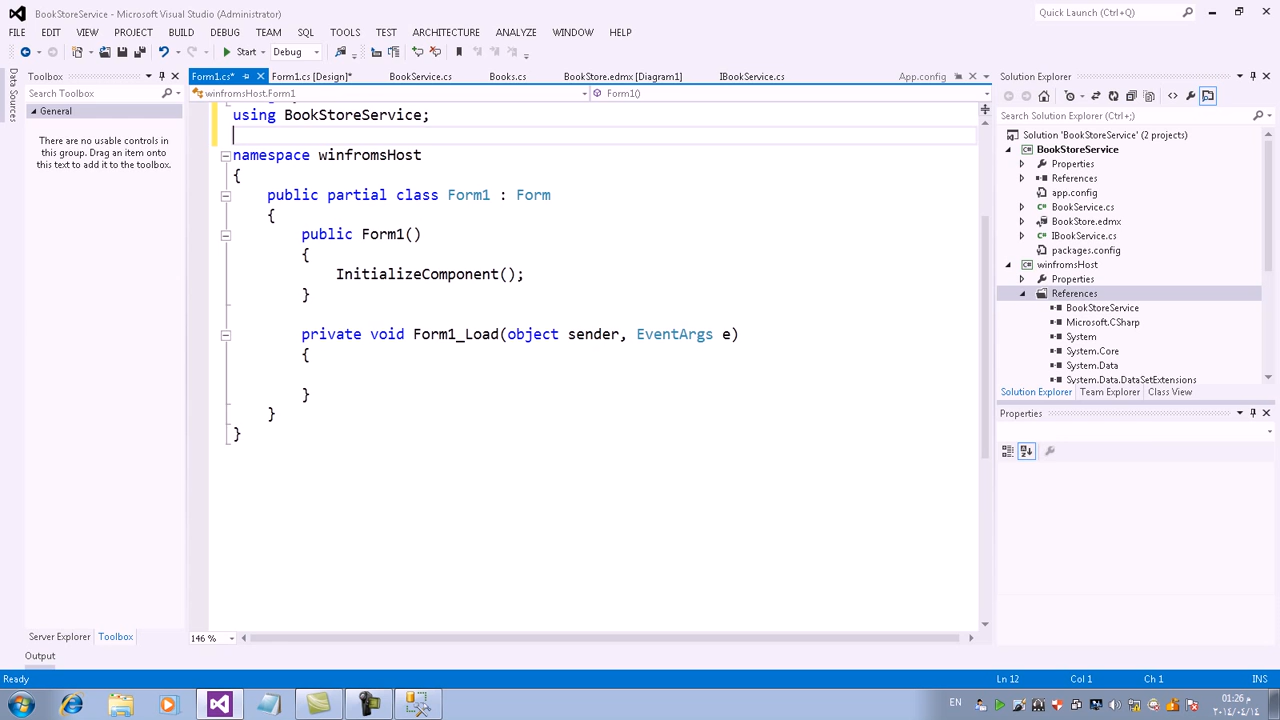 BookStoreService - Microsoft Visual Studio (Administrator)
Quick Launch (Ctrl+Q)
FILE EDIT VIEW PROJECT BUILD DEBUG TEAM SQL TOOLS TEST ARCHITECTURE ANALYZE WINDOW HELP
Start Debug
Data Sources
Toolbox
Search Toolbox
General
There are no usable controls in
this group. Drag an item onto
this text to add it to the toolbox.
Server Explorer Toolbox
Form1.cs* Form1.cs [Design]* BookService.cs Books.cs BookStore.edmx [Diagram1] IBookService.cs App.config
winfromsHost.Form1 Form1()
using BookStoreService;
namespace winfromsHost
{
public partial class Form1 : Form
{
public Form1()
{
InitializeComponent();
}
private void Form1_Load(object sender, EventArgs e)
{
}
}
}
146 %
Solution Explorer
Search Solution Explorer (Ctrl+;)
Solution 'BookStoreService' (2 projects)
BookStoreService
Properties
References
app.config
BookService.cs
BookStore.edmx
IBookService.cs
packages.config
winfromsHost
Properties
References
BookStoreService
Microsoft.CSharp
System
System.Core
System.Data
System.Data.DataSetExtensions
Solution Explorer Team Explorer Class View
Properties
Output
Ready Ln 12 Col 1 Ch 1 INS
EN
01:26 م
٢٠١٤/٠٤/١٤